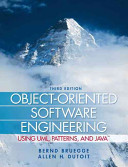 THIRD EDITION
OBJECT-ORIENTED
SOFTWARE
ENGINEERING
USING UML, PATTERNS, AND JAVA™
BERND BRUEGGE
ALLEN H. DUTOIT